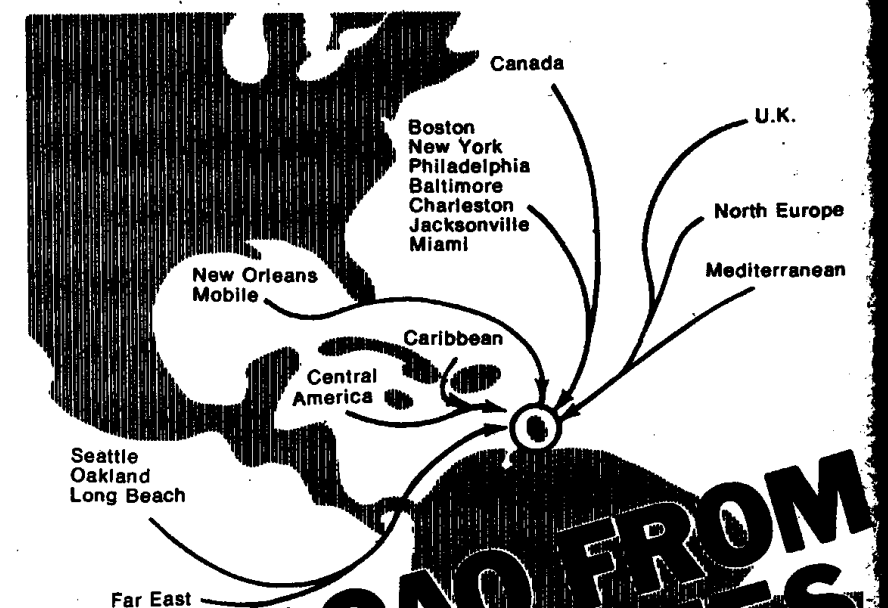 Canada
U.K.
Boston
New York
Philadelphia
Baltimore
Charleston
Jacksonville
Miami
North Europe
Mediterranean
New Orleans
Mobile
Caribbean
Central
America
Seattle
Oakland
Long Beach
Far East
FROM